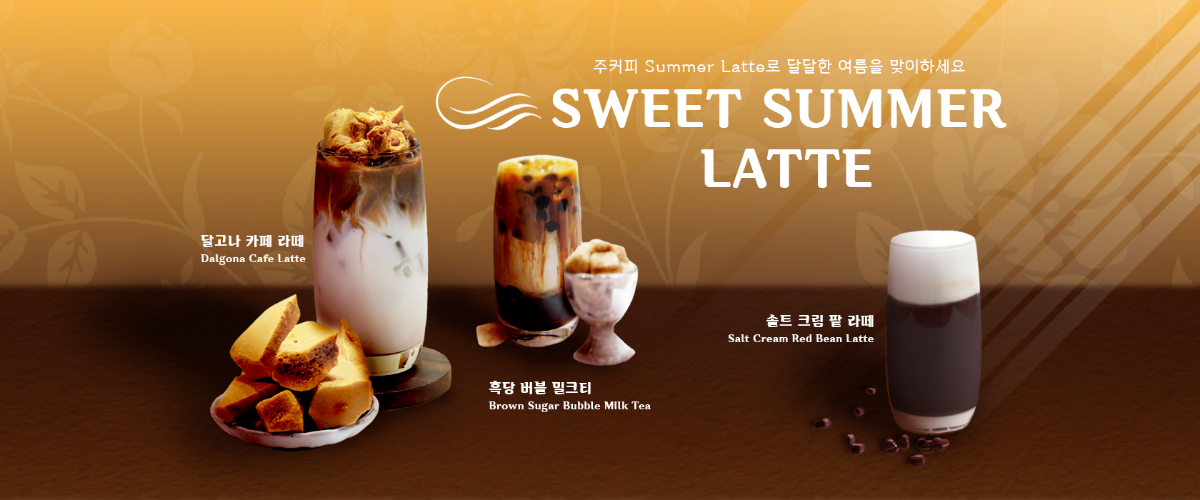 주커피 Summer Latte로 달달한 여름을 맞이하세요
SWEET SUMMER
LATTE
달고나 카페 라떼
Dalgona Cafe Latte
흑당 버블 밀크티
Brown Sugar Bubble Milk Tea
솔트 크림 팥 라떼
Salt Cream Red Bean Latte